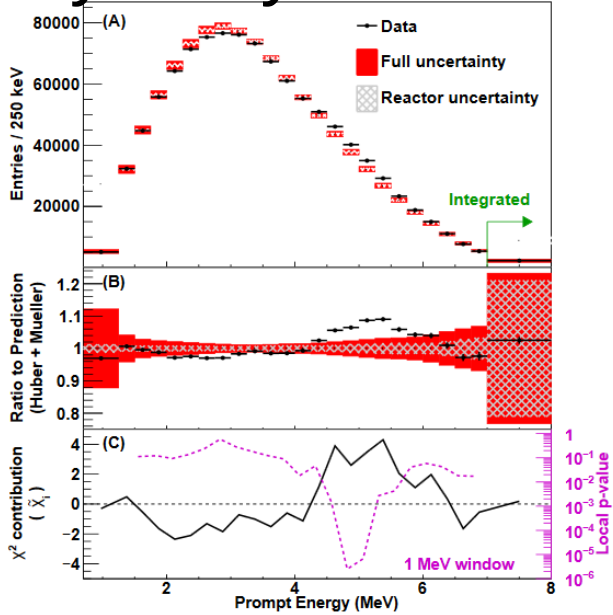 (A)
Data
Full uncertainty
Reactor uncertainty
Integrated
Entries / 250 keV
80000
60000
40000
20000
(B)
Ratio to Prediction
(Huber + Mueller)
1.2
1.1
1
0.9
0.8
(C)
χ² contribution
( χ̃ᵢ )
4
2
0
−2
−4
1
10⁻¹
10⁻²
10⁻³
10⁻⁴
10⁻⁵
10⁻⁶
Local p-value
1 MeV window
2
4
6
8
Prompt Energy (MeV)